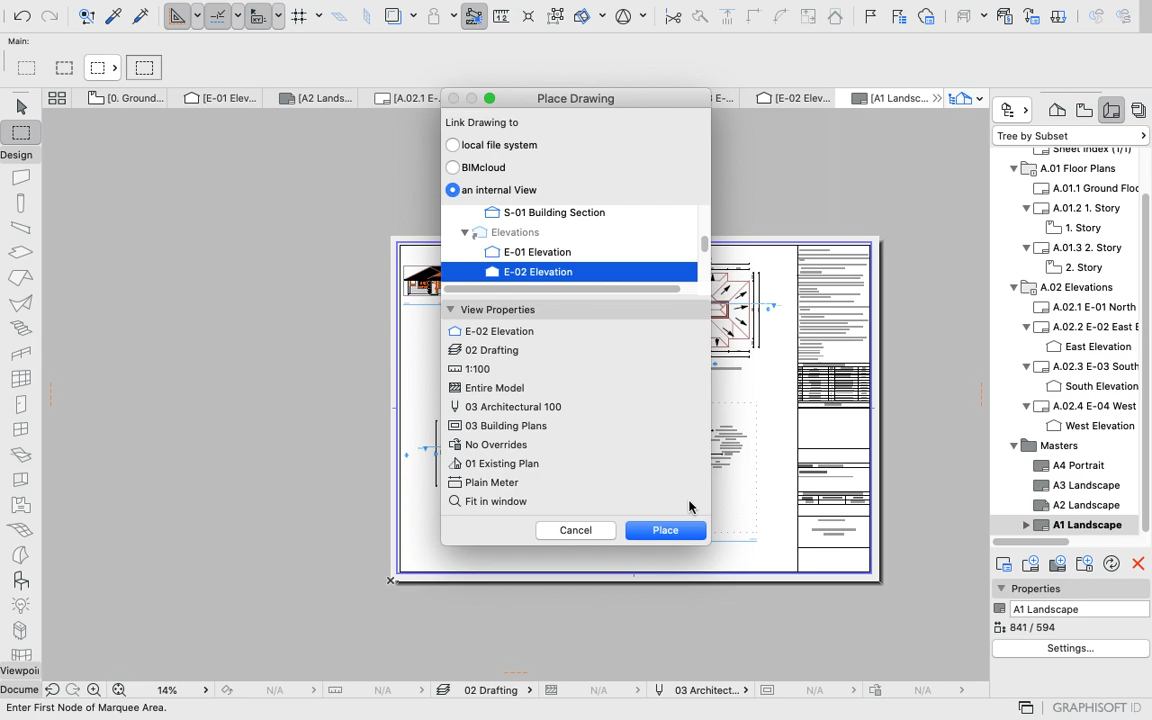 Main:
[0. Ground...
[E-01 Elev...
[A2 Lands...
[A.02.1 E-
3 E-...
[E-02 Elev...
[A1 Landsc...
Design
Viewpoi
Docume
Place Drawing
Link Drawing to
local file system
BIMcloud
an internal View
S-01 Building Section
Elevations
E-01 Elevation
E-02 Elevation
View Properties
E-02 Elevation
02 Drafting
1:100
Entire Model
03 Architectural 100
03 Building Plans
No Overrides
01 Existing Plan
Plain Meter
Fit in window
Cancel
Place
Tree by Subset
Sheet Index (1/1)
A.01 Floor Plans
A.01.1 Ground Floo
A.01.2 1. Story
1. Story
A.01.3 2. Story
2. Story
A.02 Elevations
A.02.1 E-01 North
A.02.2 E-02 East E
East Elevation
A.02.3 E-03 South
South Elevation
A.02.4 E-04 West
West Elevation
Masters
A4 Portrait
A3 Landscape
A2 Landscape
A1 Landscape
Properties
A1 Landscape
841 / 594
Settings...
14%
N/A
N/A
02 Drafting
N/A
03 Architect...
N/A
N/A
Enter First Node of Marquee Area.
GRAPHISOFT ID